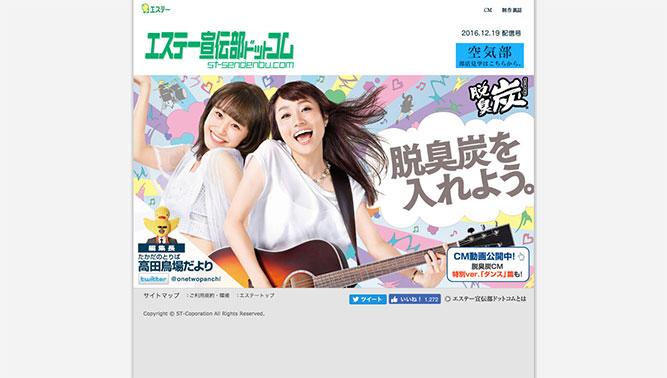 エステー
CM 制作裏話
エステー宣伝部ドットコム
ST-sendenbu.com
2016.12.19 配信号
空気部
部活見学はこちらから。
脱臭炭
脱臭炭を
入れよう。
編集長
たかだのとりば
高田鳥場だより
twitter @onetwopanchi
CM動画公開中!
脱臭炭CM
特別ver.「ダンス」篇も!
サイトマップ :ご利用規約・環境 :エステートップ
ツイート いいね! 1,272 エステー宣伝部ドットコムとは
Copyright © ST-Coporation All Rights Reserved.